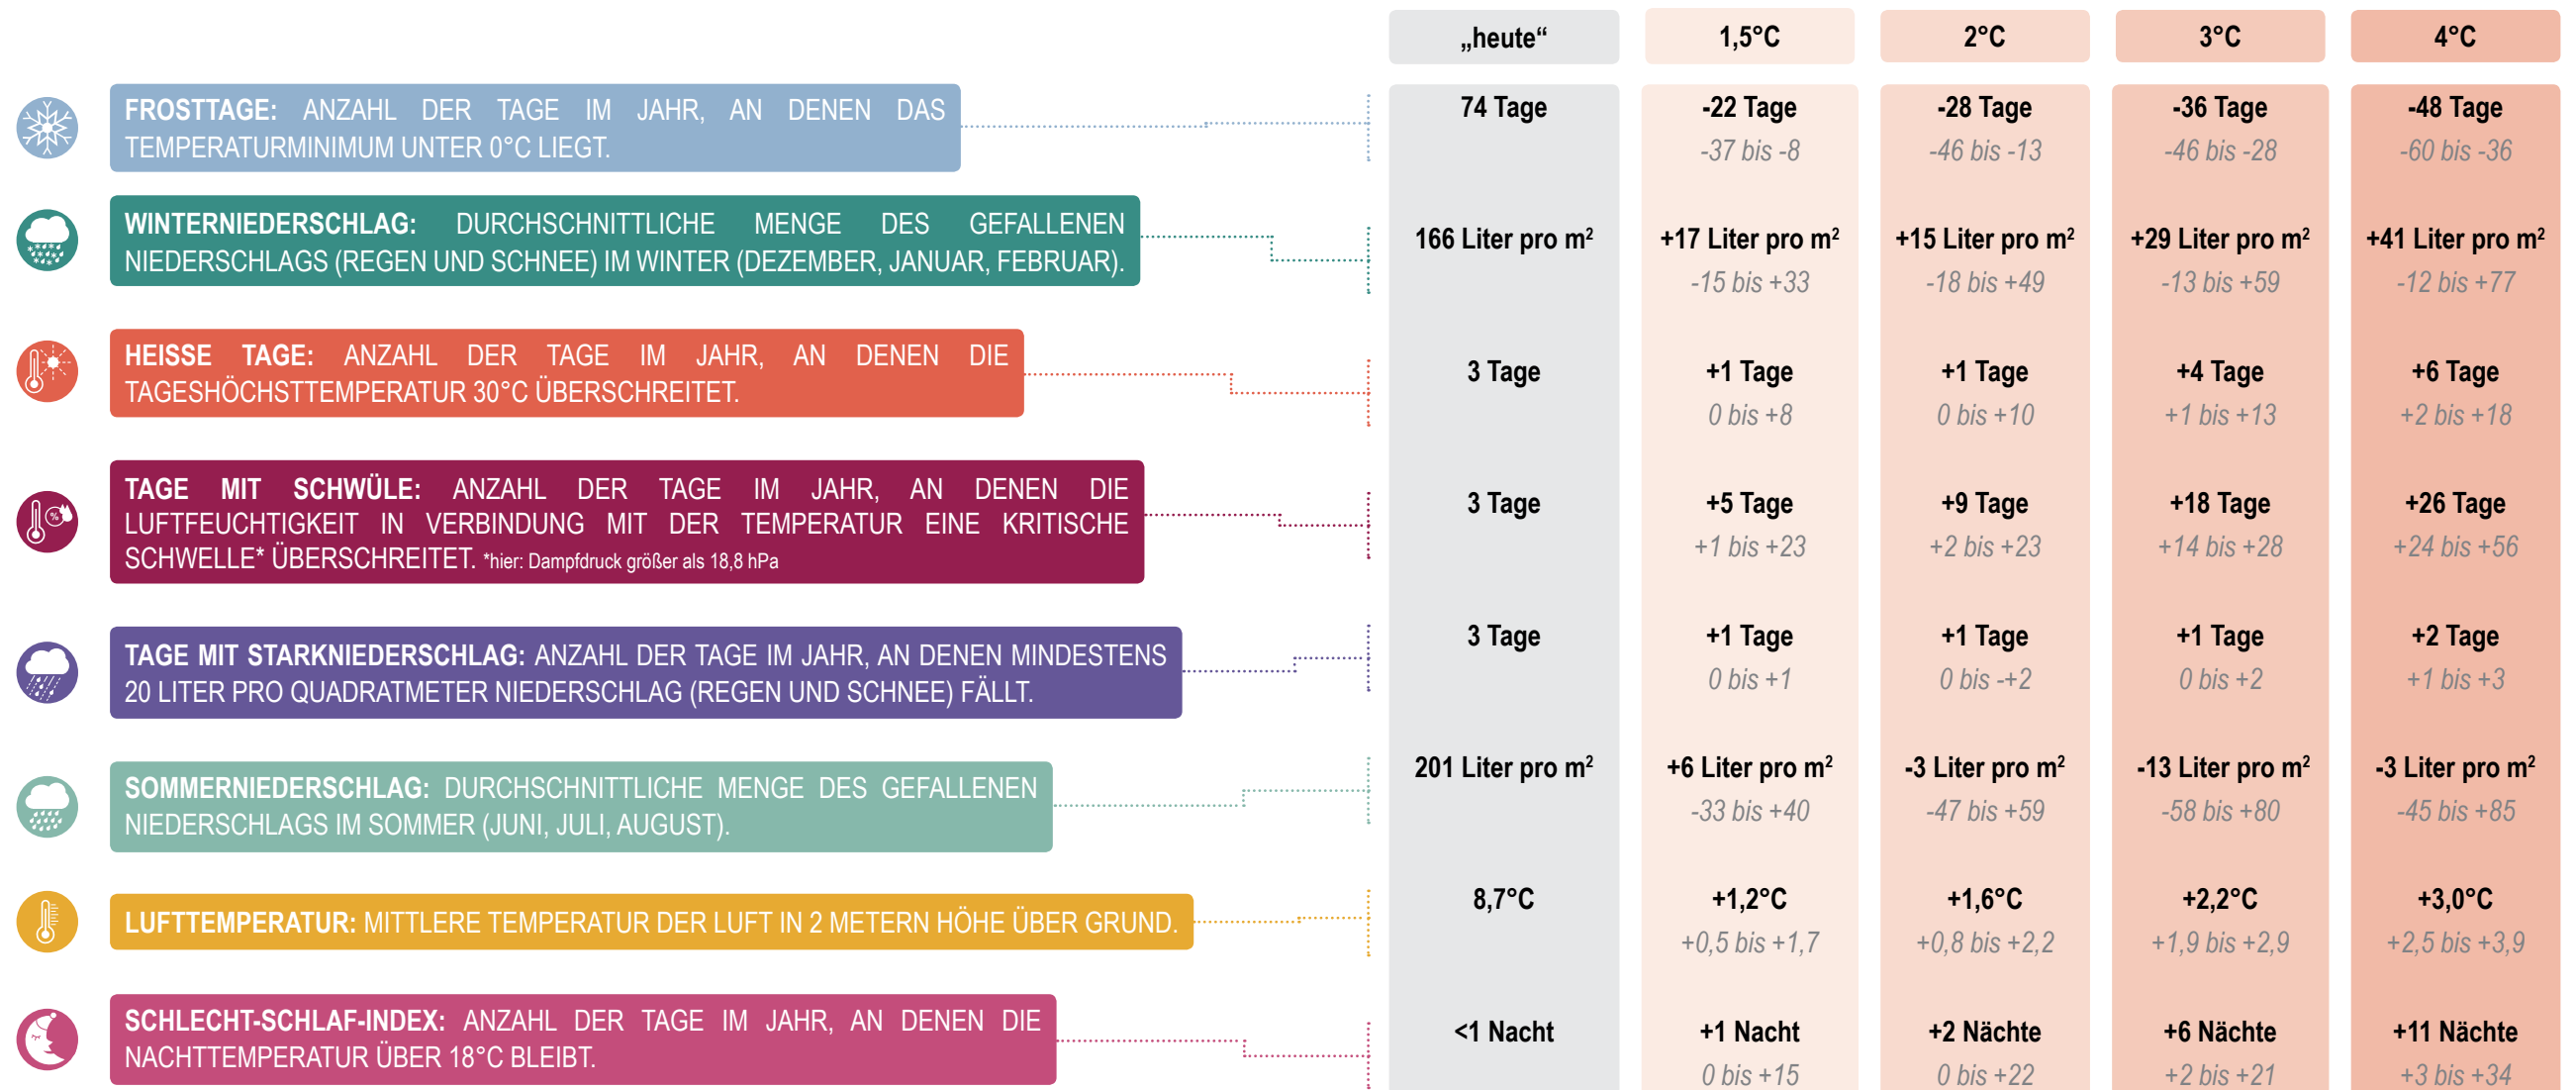 „heute“ 1,5°C 2°C 3°C 4°C
FROSTTAGE: ANZAHL DER TAGE IM JAHR, AN DENEN DAS
TEMPERATURMINIMUM UNTER 0°C LIEGT.
74 Tage -22 Tage -28 Tage -36 Tage -48 Tage
-37 bis -8 -46 bis -13 -46 bis -28 -60 bis -36
WINTERNIEDERSCHLAG: DURCHSCHNITTLICHE MENGE DES GEFALLENEN
NIEDERSCHLAGS (REGEN UND SCHNEE) IM WINTER (DEZEMBER, JANUAR, FEBRUAR).
166 Liter pro m² +17 Liter pro m² +15 Liter pro m² +29 Liter pro m² +41 Liter pro m²
-15 bis +33 -18 bis +49 -13 bis +59 -12 bis +77
HEISSE TAGE: ANZAHL DER TAGE IM JAHR, AN DENEN DIE
TAGESHÖCHSTTEMPERATUR 30°C ÜBERSCHREITET.
3 Tage +1 Tage +1 Tage +4 Tage +6 Tage
0 bis +8 0 bis +10 +1 bis +13 +2 bis +18
%
TAGE MIT SCHWÜLE: ANZAHL DER TAGE IM JAHR, AN DENEN DIE
LUFTFEUCHTIGKEIT IN VERBINDUNG MIT DER TEMPERATUR EINE KRITISCHE
SCHWELLE* ÜBERSCHREITET. *hier: Dampfdruck größer als 18,8 hPa
3 Tage +5 Tage +9 Tage +18 Tage +26 Tage
+1 bis +23 +2 bis +23 +14 bis +28 +24 bis +56
TAGE MIT STARKNIEDERSCHLAG: ANZAHL DER TAGE IM JAHR, AN DENEN MINDESTENS
20 LITER PRO QUADRATMETER NIEDERSCHLAG (REGEN UND SCHNEE) FÄLLT.
3 Tage +1 Tage +1 Tage +1 Tage +2 Tage
0 bis +1 0 bis -+2 0 bis +2 +1 bis +3
SOMMERNIEDERSCHLAG: DURCHSCHNITTLICHE MENGE DES GEFALLENEN
NIEDERSCHLAGS IM SOMMER (JUNI, JULI, AUGUST).
201 Liter pro m² +6 Liter pro m² -3 Liter pro m² -13 Liter pro m² -3 Liter pro m²
-33 bis +40 -47 bis +59 -58 bis +80 -45 bis +85
LUFTTEMPERATUR: MITTLERE TEMPERATUR DER LUFT IN 2 METERN HÖHE ÜBER GRUND.
8,7°C +1,2°C +1,6°C +2,2°C +3,0°C
+0,5 bis +1,7 +0,8 bis +2,2 +1,9 bis +2,9 +2,5 bis +3,9
SCHLECHT-SCHLAF-INDEX: ANZAHL DER TAGE IM JAHR, AN DENEN DIE
NACHTTEMPERATUR ÜBER 18°C BLEIBT.
<1 Nacht +1 Nacht +2 Nächte +6 Nächte +11 Nächte
0 bis +15 0 bis +22 +2 bis +21 +3 bis +34